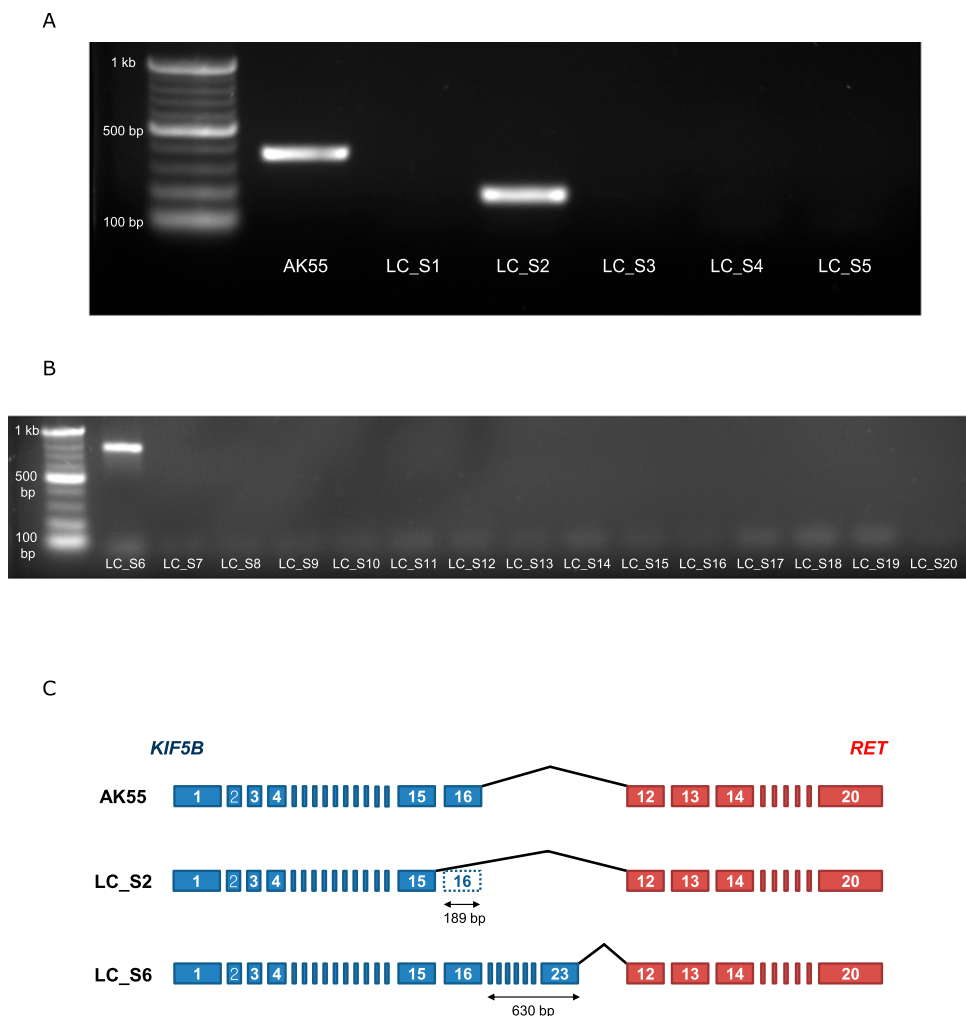 A
1 kb
500 bp
100 bp
AK55 LC_S1 LC_S2 LC_S3 LC_S4 LC_S5
B
1 kb
500
bp
100
bp
LC_S6 LC_S7 LC_S8 LC_S9 LC_S10 LC_S11 LC_S12 LC_S13 LC_S14 LC_S15 LC_S16 LC_S17 LC_S18 LC_S19 LC_S20
C
KIF5B RET
AK55 1 2 3 4 15 16 12 13 14 20
LC_S2 1 2 3 4 15 16 12 13 14 20
189 bp
LC_S6 1 2 3 4 15 16 23 12 13 14 20
630 bp